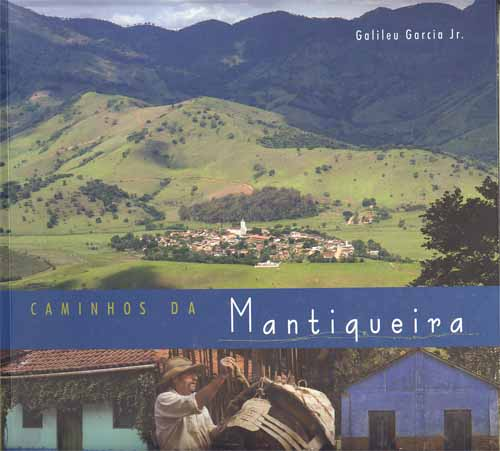 Galileu Garcia Jr.
CAMINHOS DA
Mantiqueira